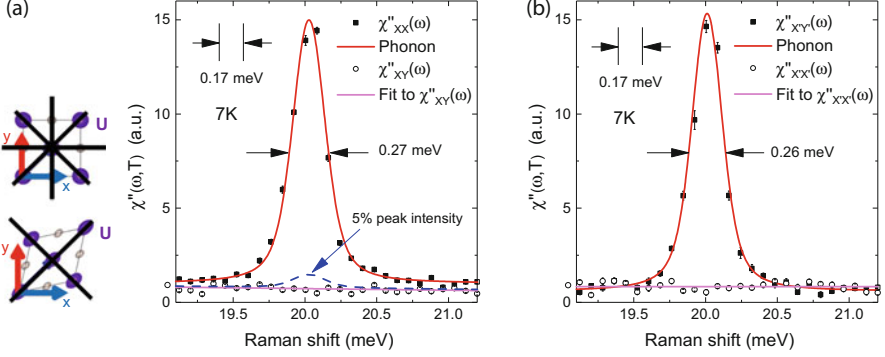 (a)
χ''XX(ω)
Phonon
χ''XY(ω)
Fit to χ''XY(ω)
0.17 meV
7K
0.27 meV
5% peak intensity
χ''(ω,T) (a.u.)
15
10
5
0
19.5 20.0 20.5 21.0
Raman shift (meV)
U
y
x
U
y
x
(b)
χ''X'Y'(ω)
Phonon
χ''X'X'(ω)
Fit to χ''X'X'(ω)
0.17 meV
7K
0.26 meV
χ''(ω,T) (a.u.)
15
10
5
0
19.5 20.0 20.5 21.0
Raman shift (meV)